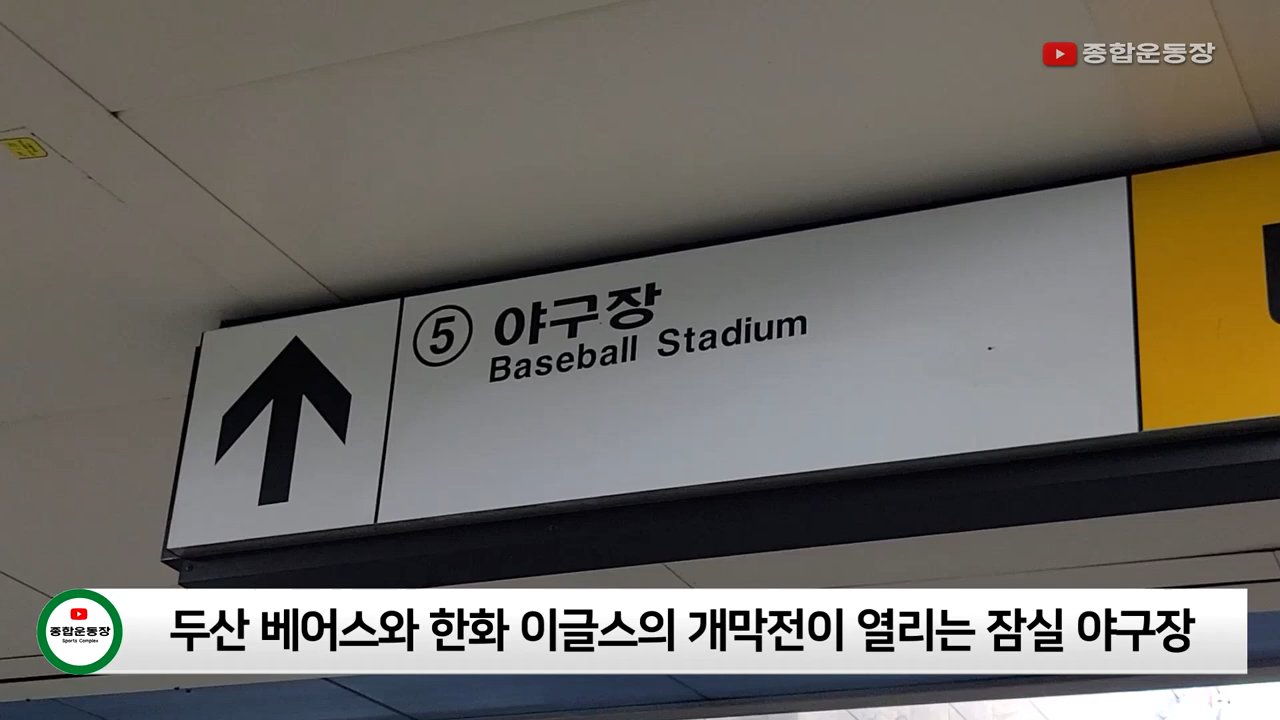 종합운동장
⑤ 야구장
Baseball Stadium
종합운동장
Sports Complex
두산 베어스와 한화 이글스의 개막전이 열리는 잠실 야구장